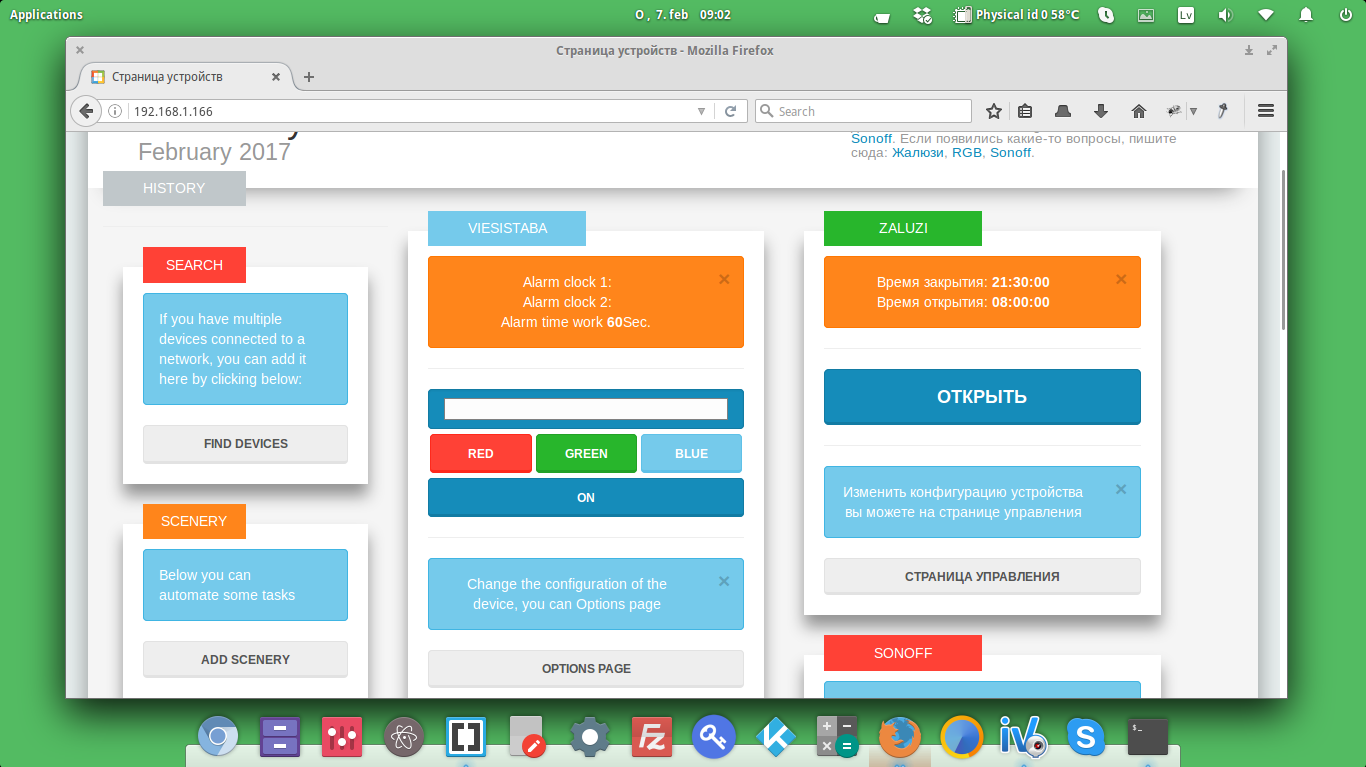 Applications
O , 7. feb 09:02
Physical id 0 58°C
Lv
Страница устройств - Mozilla Firefox
Страница устройств
192.168.1.166
Search
February 2017
Sonoff. Если появились какие-то вопросы, пишите
сюда: Жалюзи, RGB, Sonoff.
HISTORY
SEARCH
If you have multiple
devices connected to a
network, you can add it
here by clicking below:
FIND DEVICES
SCENERY
Below you can
automate some tasks
ADD SCENERY
VIESISTABA
Alarm clock 1:
Alarm clock 2:
Alarm time work 60Sec.
RED
GREEN
BLUE
ON
Change the configuration of the
device, you can Options page
OPTIONS PAGE
ZALUZI
Время закрытия: 21:30:00
Время открытия: 08:00:00
ОТКРЫТЬ
Изменить конфигурацию устройства
вы можете на странице управления
СТРАНИЦА УПРАВЛЕНИЯ
SONOFF